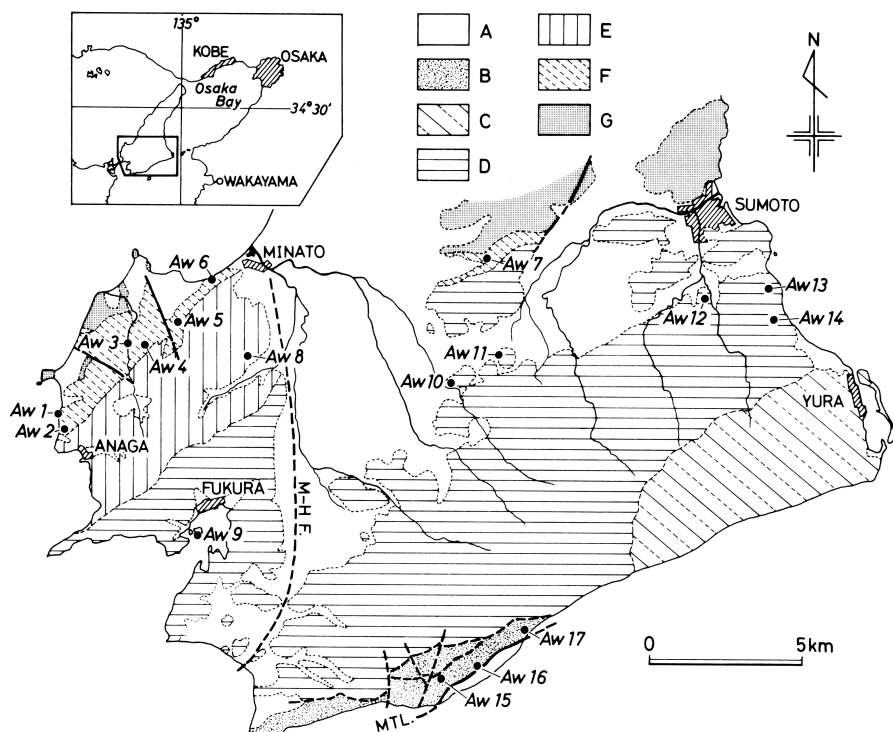 135°
KOBE
OSAKA
Osaka
Bay
34°30'
WAKAYAMA
A
B
C
D
E
F
G
N
SUMOTO
MINATO
Aw 6
Aw 7
Aw 13
Aw 5
Aw 12
Aw 14
Aw 3
Aw 4
Aw 8
Aw 11
Aw 10
YURA
Aw 1
Aw 2
ANAGA
FUKURA
M-H.F.
Aw 9
Aw 17
0 5km
Aw 16
Aw 15
MTL.